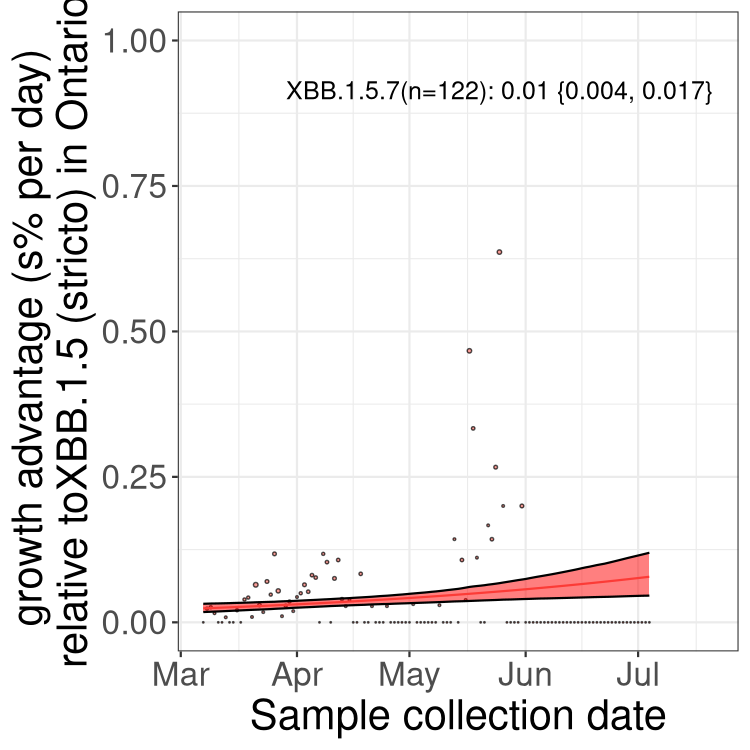 growth advantage (s% per day)
relative toXBB.1.5 (stricto) in Ontario
1.00
0.75
0.50
0.25
0.00
XBB.1.5.7(n=122): 0.01 {0.004, 0.017}
Mar Apr May Jun Jul
Sample collection date